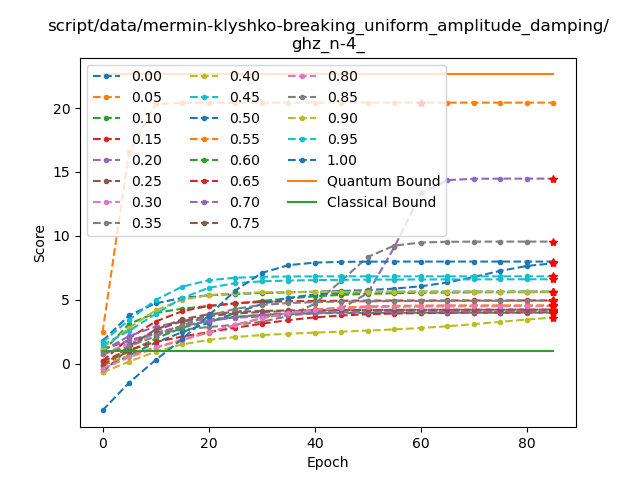 script/data/mermin-klyshko-breaking_uniform_amplitude_damping/
ghz_n-4_
0.00 0.40 0.80
0.05 0.45 0.85
0.10 0.50 0.90
0.15 0.55 0.95
0.20 0.60 1.00
0.25 0.65 Quantum Bound
0.30 0.70 Classical Bound
0.35 0.75
20
15
10
5
0
Score
0 20 40 60 80
Epoch